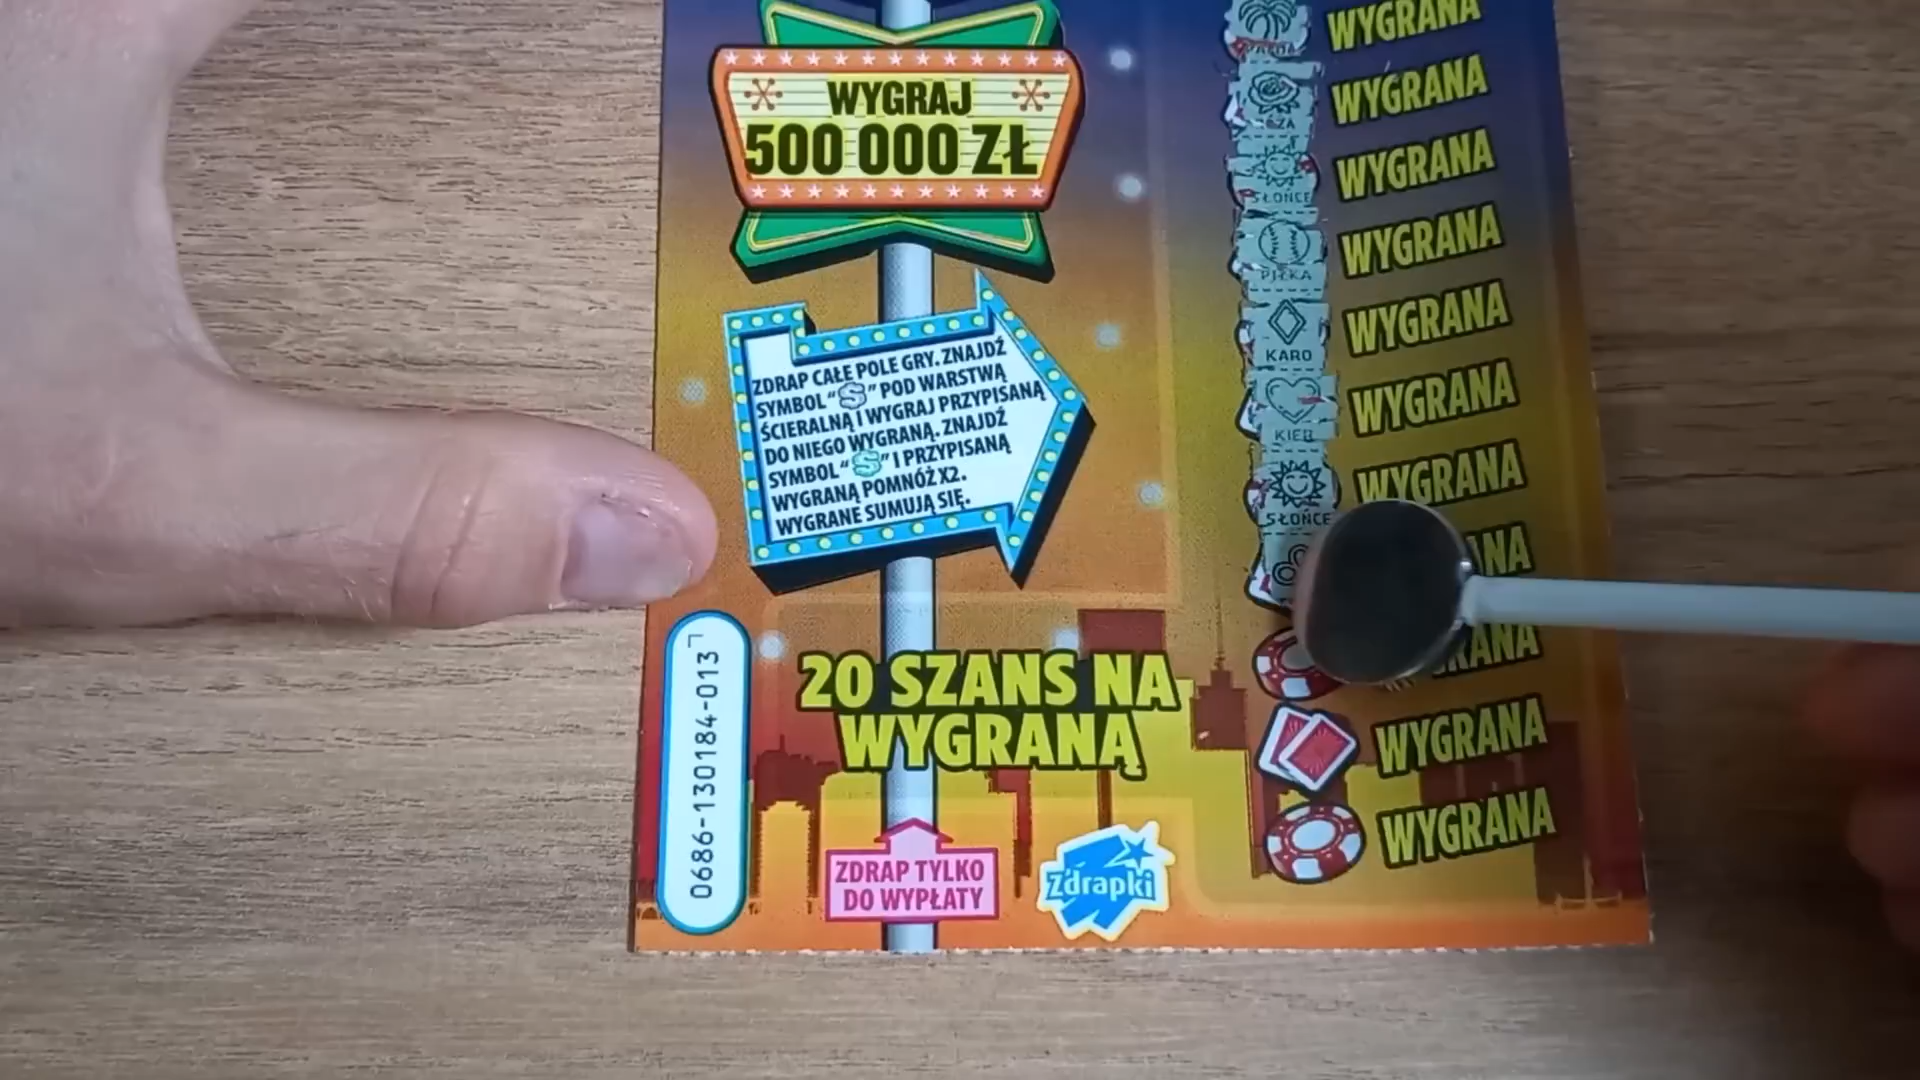 WYGRAJ
500 000 ZŁ
ZDRAP CAŁE POLE GRY. ZNAJDŹ
SYMBOL “S” POD WARSTWĄ
ŚCIERALNĄ I WYGRAJ PRZYPISANĄ
DO NIEGO WYGRANĄ. ZNAJDŹ
SYMBOL “S” I PRZYPISANĄ
WYGRANĄ POMNÓŻ X2.
WYGRANE SUMUJĄ SIĘ.
0686-130184-013
20 SZANS NA
WYGRANĄ
ZDRAP TYLKO
DO WYPŁATY
Zdrapki
WYGRANA
WYGRANA
WYGRANA
SŁOŃCE
WYGRANA
PIŁKA
WYGRANA
KARO
WYGRANA
KIER
WYGRANA
SŁOŃCE
WYGRANA
WYGRANA